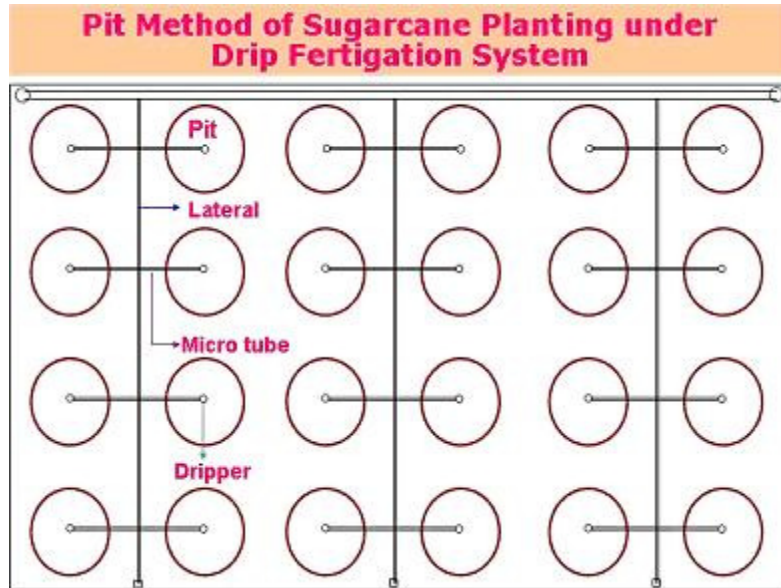 Pit Method of Sugarcane Planting under
Drip Fertigation System
Pit
Lateral
Micro tube
Dripper